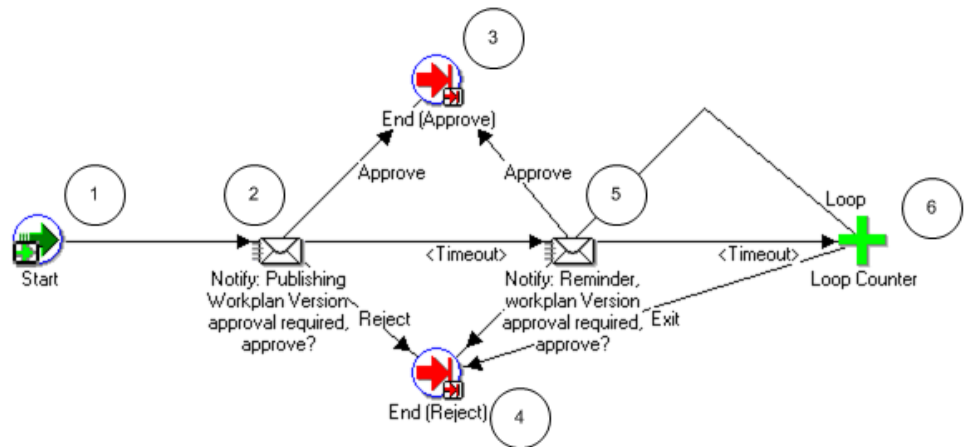 3
End (Approve)
1
2
Approve
Approve
5
Loop
6
Start
<Timeout>
<Timeout>
Notify: Publishing
Workplan Version
approval required,
approve?
Notify: Reminder,
workplan Version
approval required,
approve?
Loop Counter
Reject
Exit
End (Reject)
4